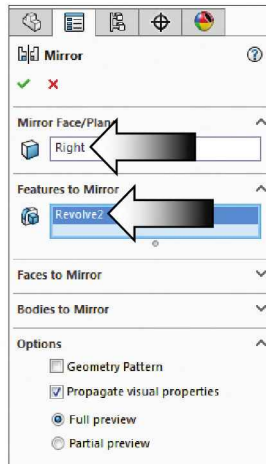 Mirror
Mirror Face/Plan
Right
Features to Mirror
Revolve2
Faces to Mirror
Bodies to Mirror
Options
Geometry Pattern
Propagate visual properties
Full preview
Partial preview